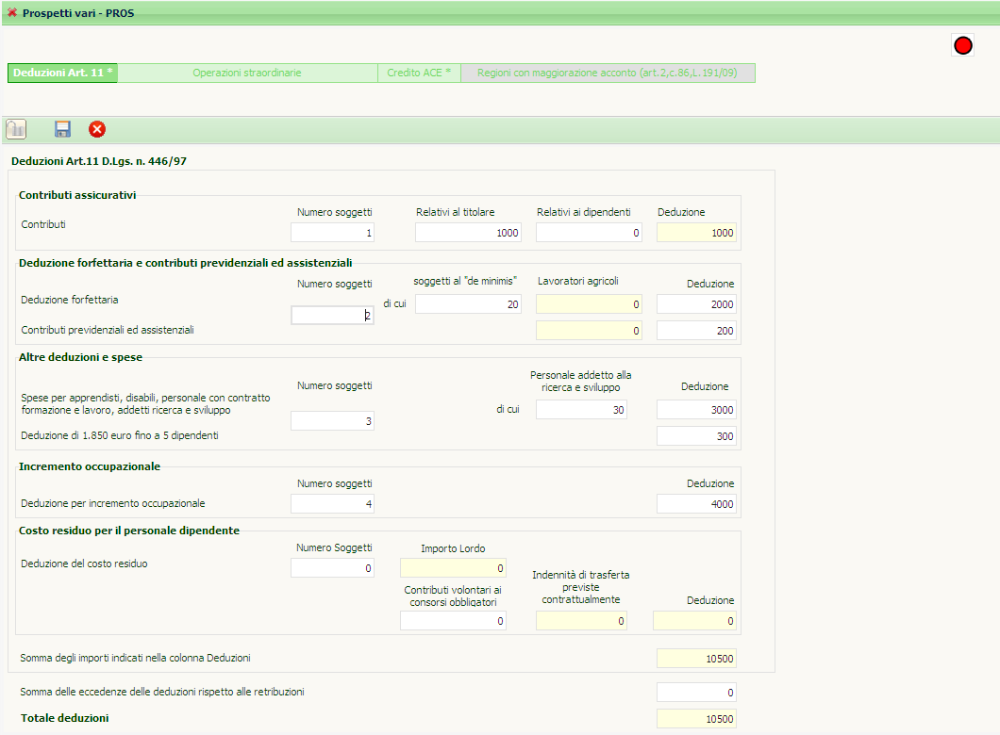 Prospetti vari - PROS
Deduzioni Art. 11 * Operazioni straordinarie Credito ACE * Regioni con maggiorazione acconto (art.2,c.86,L.191/09)
Deduzioni Art.11 D.Lgs. n. 446/97
Contributi assicurativi
Numero soggetti Relativi al titolare Relativi ai dipendenti Deduzione
Contributi 1 1000 0 1000
Deduzione forfettaria e contributi previdenziali ed assistenziali
Numero soggetti soggetti al "de minimis" Lavoratori agricoli Deduzione
Deduzione forfettaria 2 di cui 20 0 2000
Contributi previdenziali ed assistenziali 0 200
Altre deduzioni e spese
Numero soggetti Personale addetto alla
ricerca e sviluppo Deduzione
Spese per apprendisti, disabili, personale con contratto
formazione e lavoro, addetti ricerca e sviluppo 3 di cui 30 3000
Deduzione di 1.850 euro fino a 5 dipendenti 300
Incremento occupazionale
Numero soggetti Deduzione
Deduzione per incremento occupazionale 4 4000
Costo residuo per il personale dipendente
Numero Soggetti Importo Lordo
Deduzione del costo residuo 0 0
Contributi volontari ai
consorsi obbligatori
Indennità di trasferta
previste
contrattualmente
Deduzione
0 0 0
Somma degli importi indicati nella colonna Deduzioni 10500
Somma delle eccedenze delle deduzioni rispetto alle retribuzioni 0
Totale deduzioni 10500